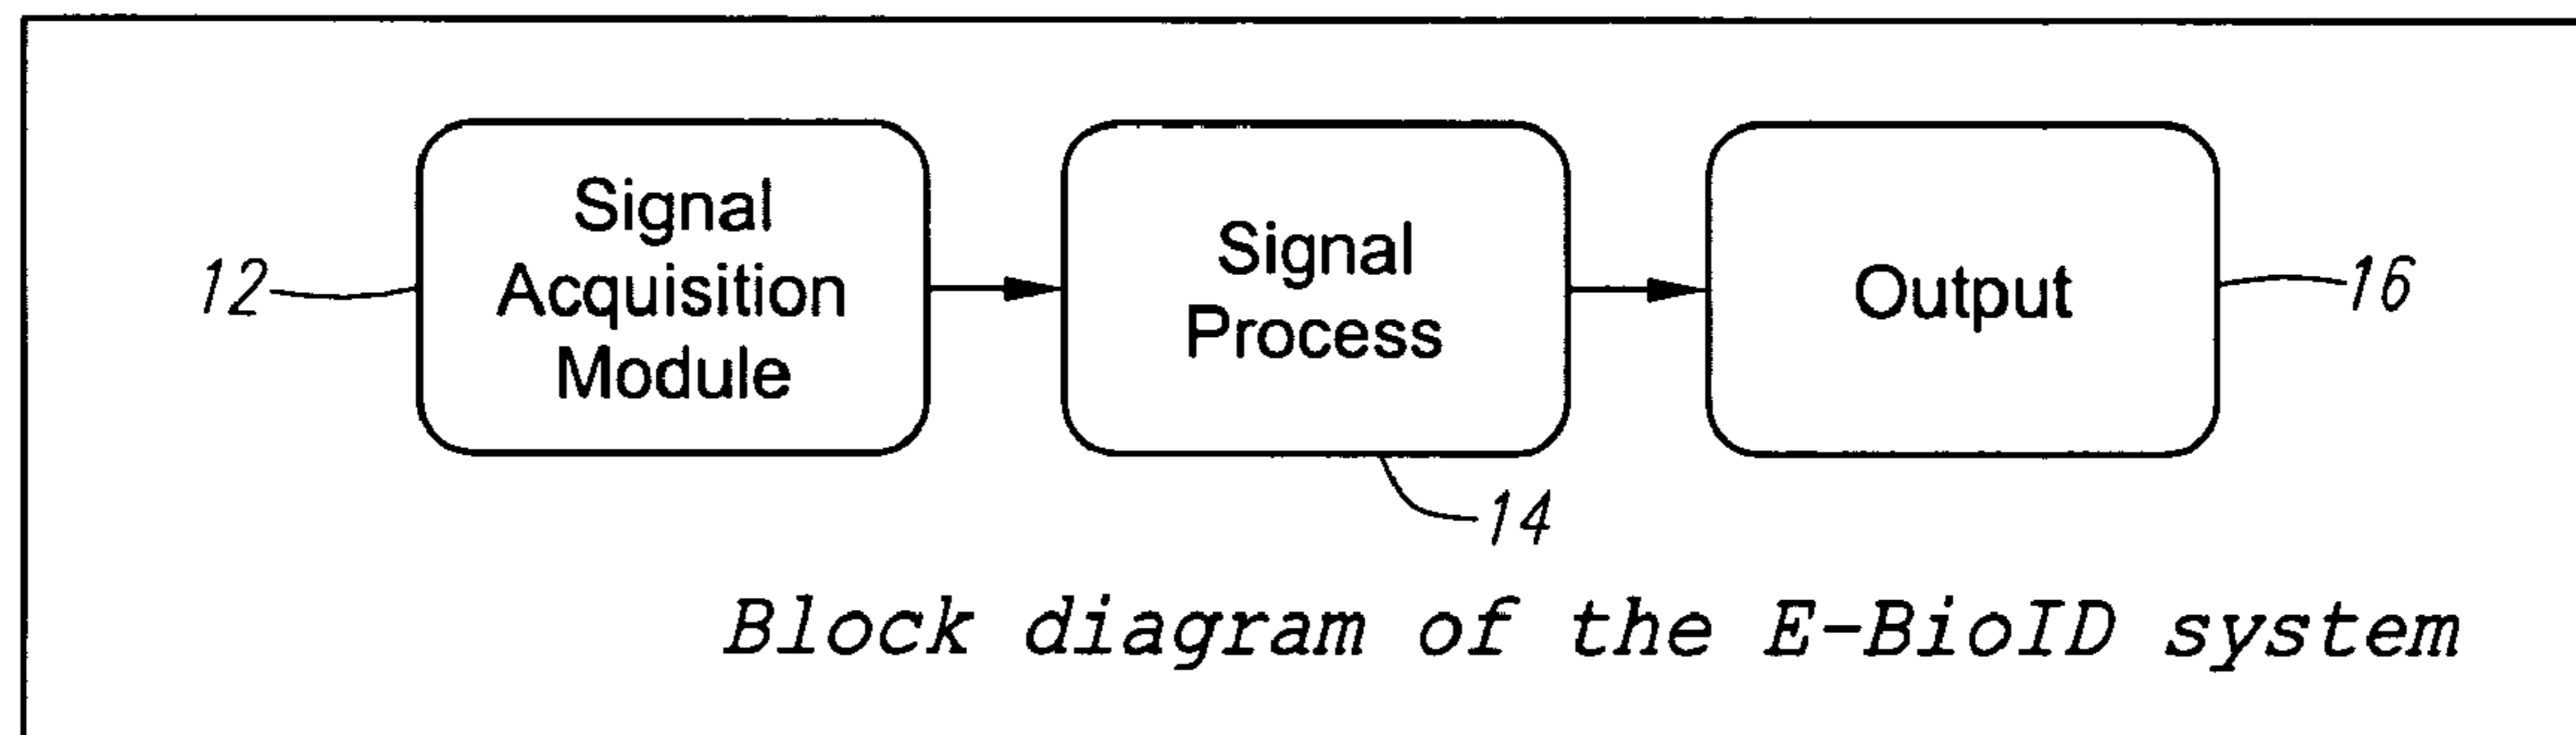 Signal
Acquisition
Module
Signal
Process
Output
12
16
14
Block diagram of the E-BioID system